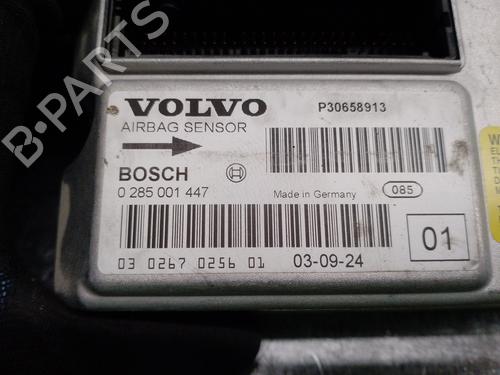 VOLVO
P30658913
AIRBAG SENSOR
BOSCH
0 285 001 447
Made in Germany
085
03 0267 0256 01
03-09-24
01
B-PARTS